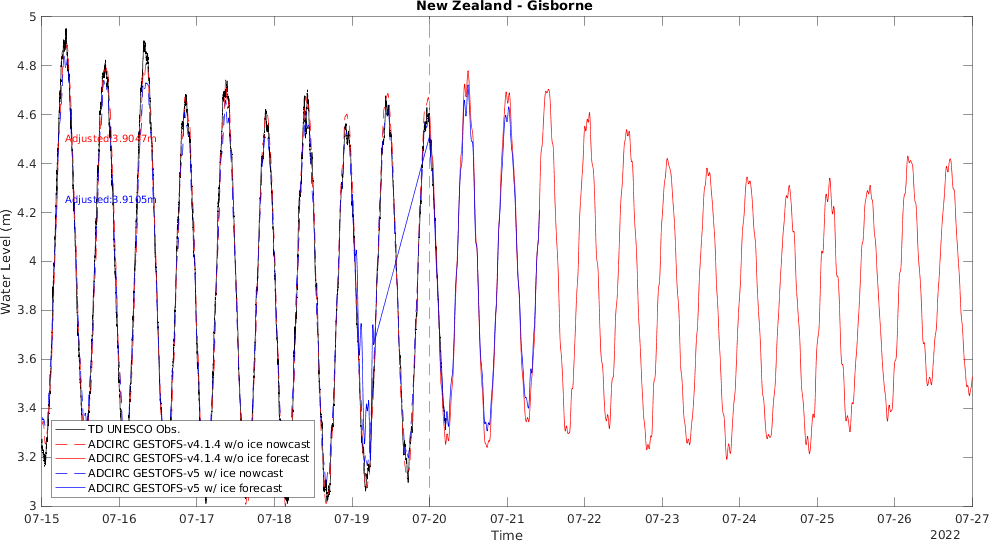 New Zealand - Gisborne
5
4.8
4.6
4.4
4.2
4
3.8
3.6
3.4
3.2
3
Water Level (m)
Adjusted:3.9047m
Adjusted:3.9105m
TD UNESCO Obs.
ADCIRC GESTOFS-v4.1.4 w/o ice nowcast
ADCIRC GESTOFS-v4.1.4 w/o ice forecast
ADCIRC GESTOFS-v5 w/ ice nowcast
ADCIRC GESTOFS-v5 w/ ice forecast
07-15 07-16 07-17 07-18 07-19 07-20 07-21 07-22 07-23 07-24 07-25 07-26 07-27
Time
2022